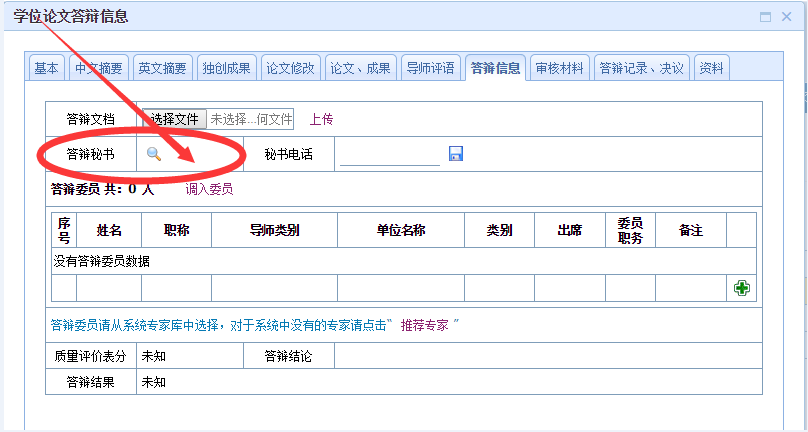 学位论文答辩信息
基本 中文摘要 英文摘要 独创成果 论文修改 论文、成果 导师评语 答辩信息 审核材料 答辩记录、决议 资料
答辩文档 选择文件 未选择...何文件 上传
答辩秘书 秘书电话
答辩委员 共: 0 人 调入委员
序号 姓名 职称 导师类别 单位名称 类别 出席 委员职务 备注
没有答辩委员数据
答辩委员请从系统专家库中选择，对于系统中没有的专家请点击“ 推荐专家 ”
质量评价表分 未知 答辩结论
答辩结果 未知